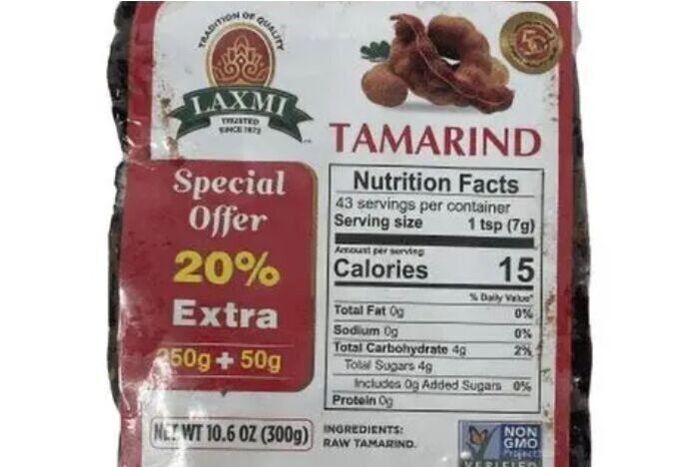 TRADITION OF QUALITY
LAXMI
TRUSTED
SINCE 1972
TAMARIND
Special
Offer
20%
Extra
250g + 50g
NET WT 10.6 OZ (300g)
Nutrition Facts
43 servings per container
Serving size 1 tsp (7g)
Amount per serving
Calories 15
% Daily Value*
Total Fat 0g 0%
Sodium 0g 0%
Total Carbohydrate 4g 2%
Total Sugars 4g
Includes 0g Added Sugars 0%
Protein 0g
INGREDIENTS:
RAW TAMARIND.
NON
GMO
Project
VERIFIED